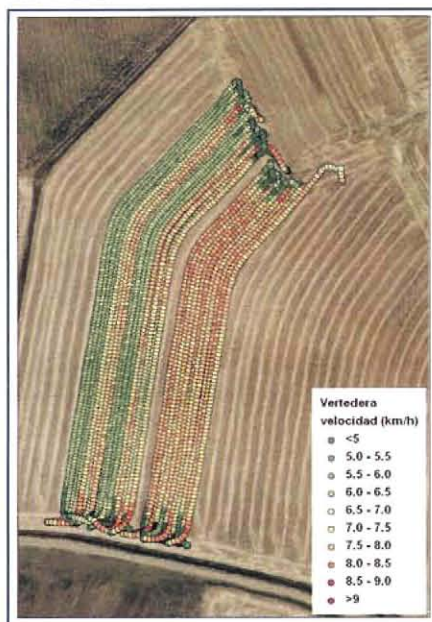 Vertedera
velocidad (km/h)
<5
5.0 - 5.5
5.5 - 6.0
6.0 - 6.5
6.5 - 7.0
7.0 - 7.5
7.5 - 8.0
8.0 - 8.5
8.5 - 9.0
>9